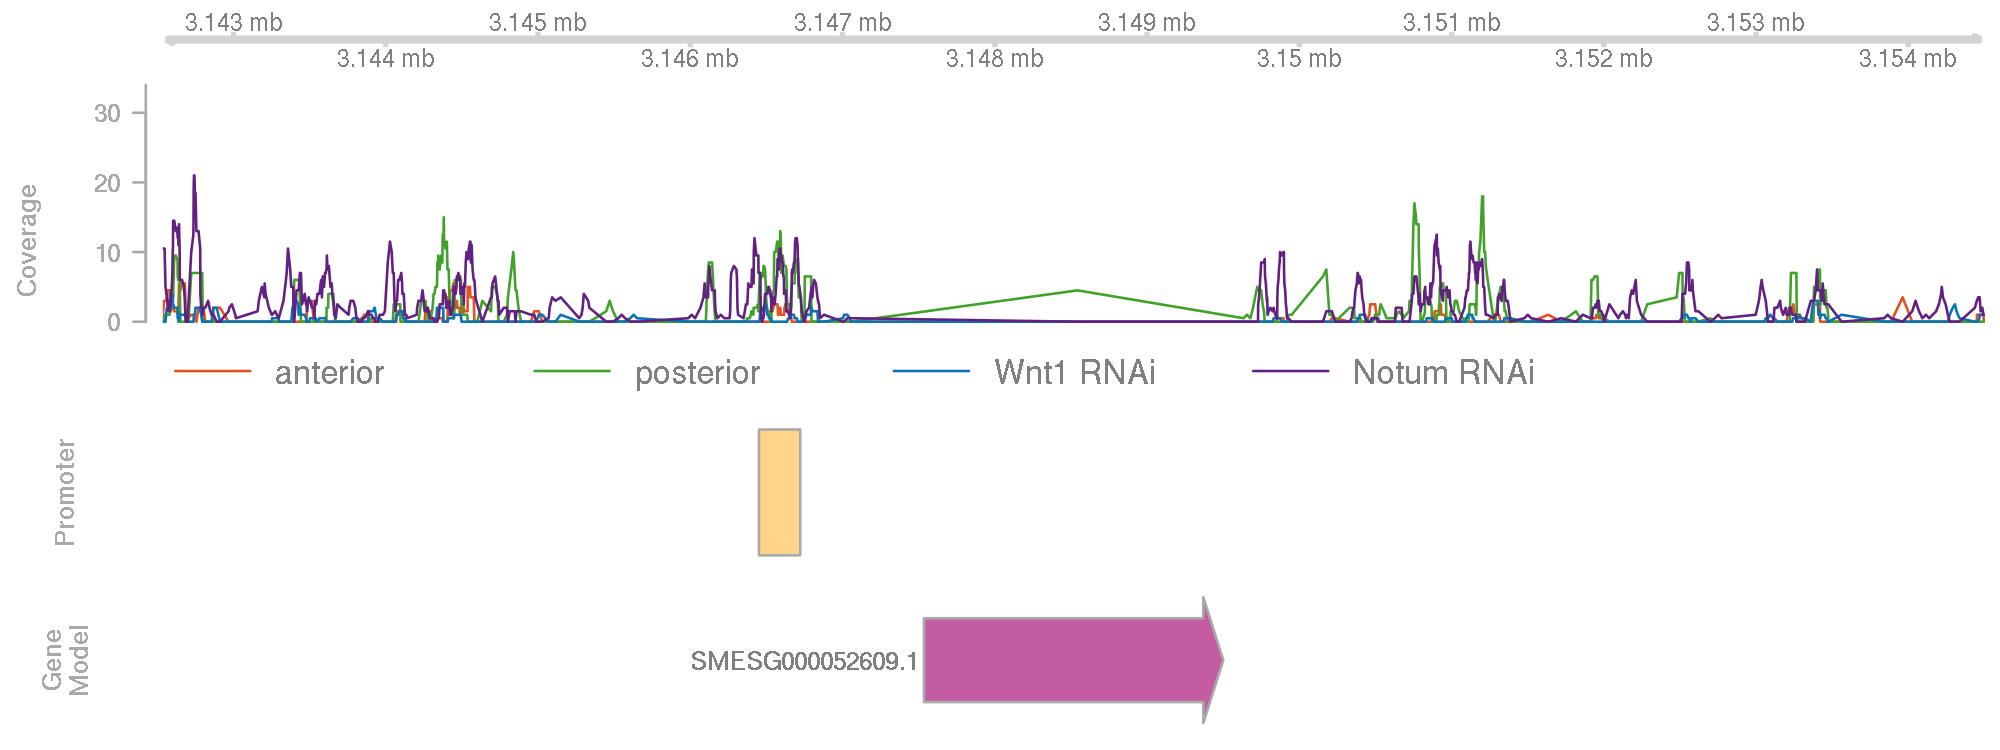 3.143 mb 3.145 mb 3.147 mb 3.149 mb 3.151 mb 3.153 mb
3.144 mb 3.146 mb 3.148 mb 3.15 mb 3.152 mb 3.154 mb
Coverage
30
20
10
0
anterior posterior Wnt1 RNAi Notum RNAi
Promoter
Gene
Model
SMESG000052609.1